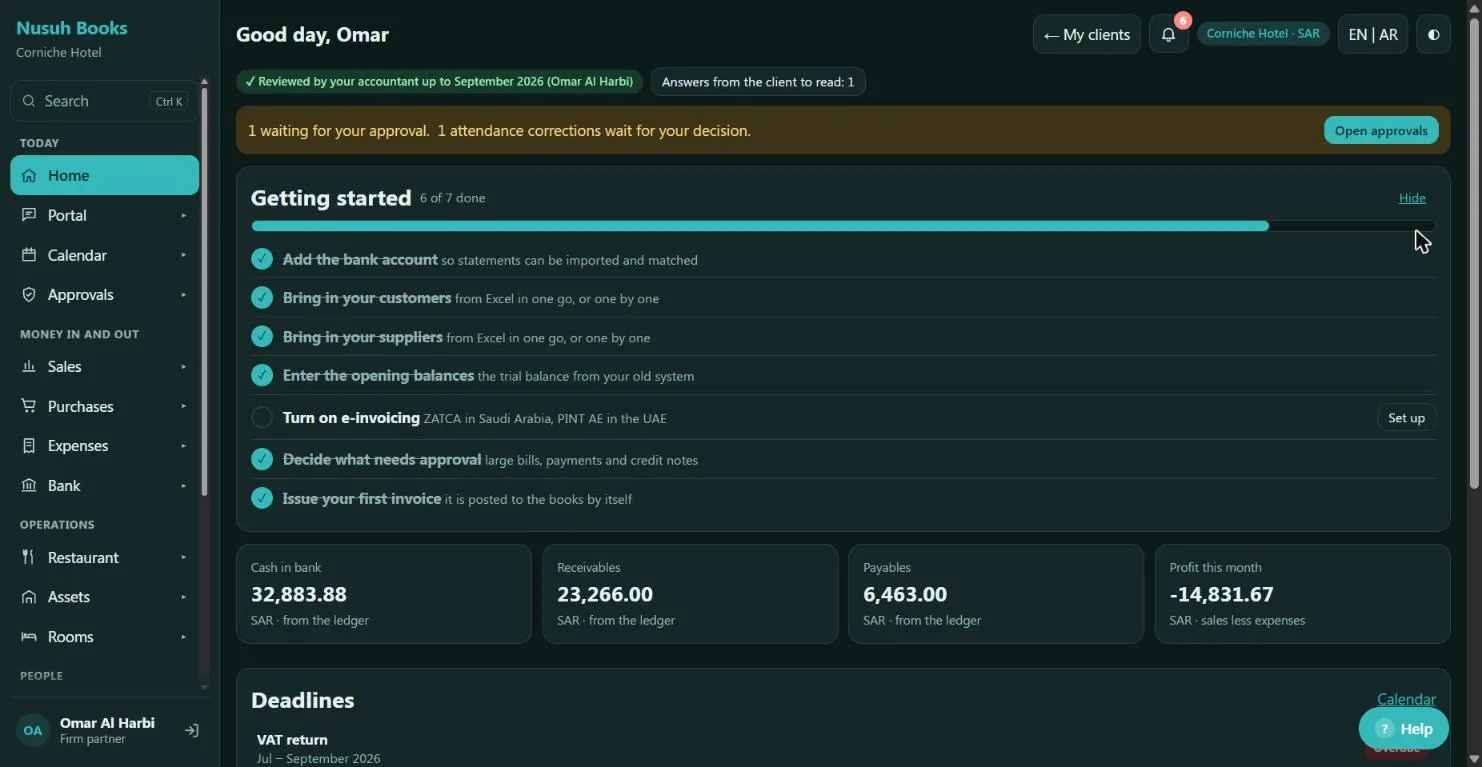 Nusuh Books
Corniche Hotel
Search Ctrl K
TODAY
Home
Portal
Calendar
Approvals
MONEY IN AND OUT
Sales
Purchases
Expenses
Bank
OPERATIONS
Restaurant
Assets
Rooms
PEOPLE
OA
Omar Al Harbi
Firm partner
Good day, Omar
← My clients
6
Corniche Hotel · SAR
EN | AR
✓ Reviewed by your accountant up to September 2026 (Omar Al Harbi)
Answers from the client to read: 1
1 waiting for your approval. 1 attendance corrections wait for your decision.
Open approvals
Getting started 6 of 7 done
Hide
Add the bank account so statements can be imported and matched
Bring in your customers from Excel in one go, or one by one
Bring in your suppliers from Excel in one go, or one by one
Enter the opening balances the trial balance from your old system
Turn on e-invoicing ZATCA in Saudi Arabia, PINT AE in the UAE
Set up
Decide what needs approval large bills, payments and credit notes
Issue your first invoice it is posted to the books by itself
Cash in bank
32,883.88
SAR · from the ledger
Receivables
23,266.00
SAR · from the ledger
Payables
6,463.00
SAR · from the ledger
Profit this month
-14,831.67
SAR · sales less expenses
Deadlines
Calendar
VAT return
Jul – September 2026
Overdue
? Help